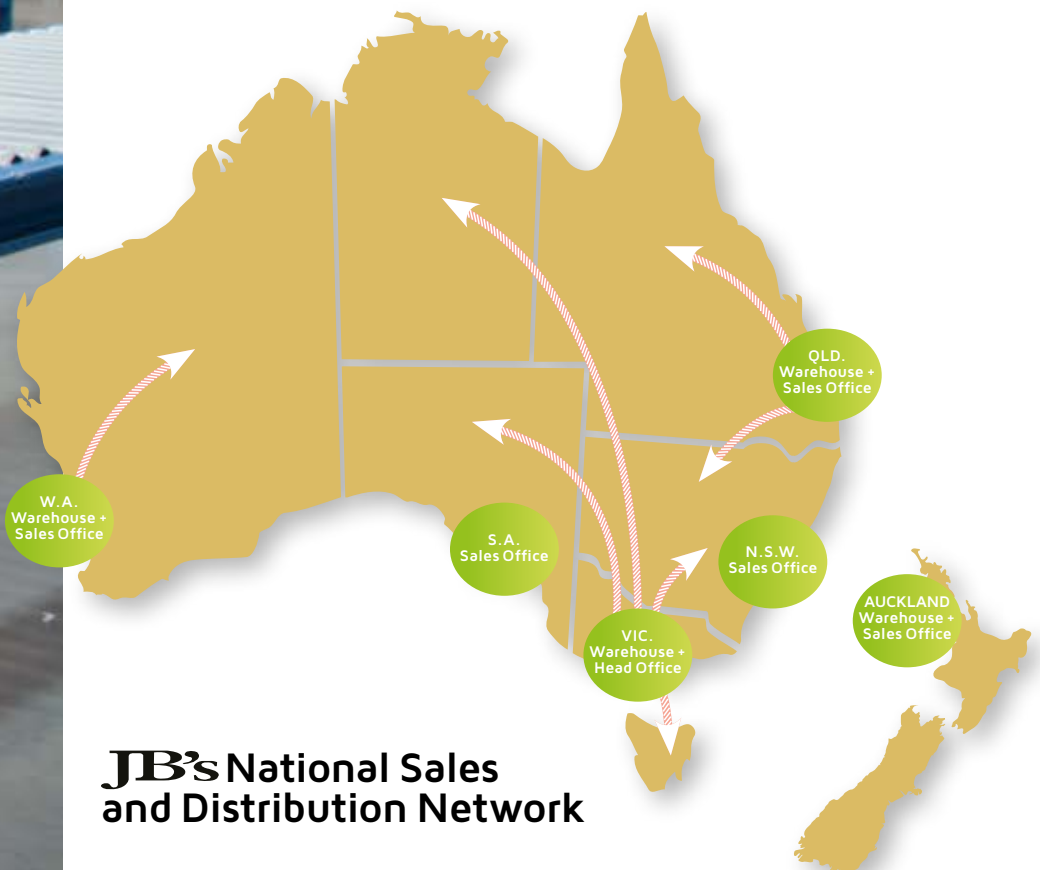 QLD.
Warehouse +
Sales Office
W.A.
Warehouse +
Sales Office
S.A.
Sales Office
N.S.W.
Sales Office
AUCKLAND
Warehouse +
Sales Office
VIC.
Warehouse +
Head Office
JB's National Sales
and Distribution Network